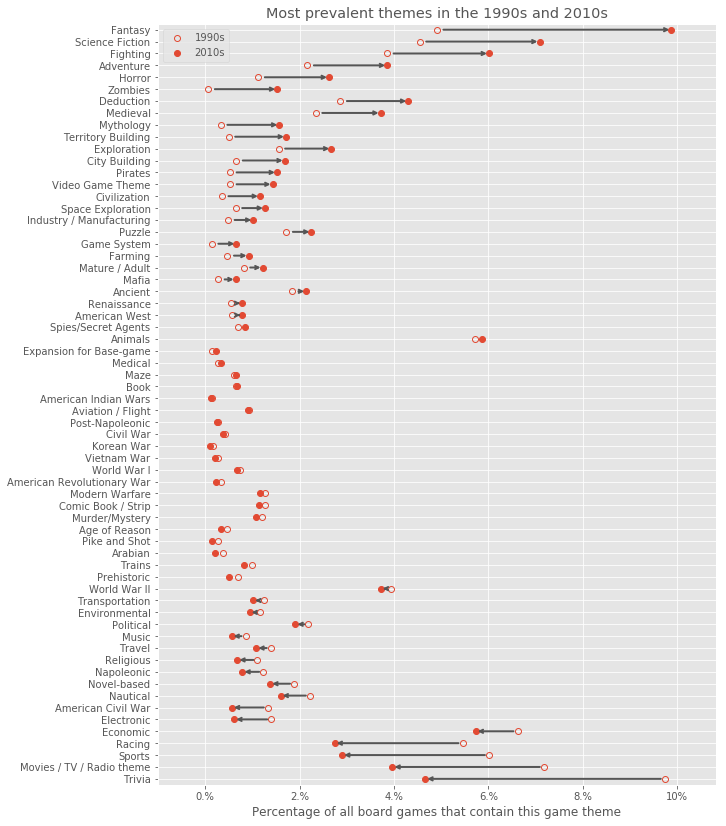 Most prevalent themes in the 1990s and 2010s
1990s
2010s
Fantasy
Science Fiction
Fighting
Adventure
Horror
Zombies
Deduction
Medieval
Mythology
Territory Building
Exploration
City Building
Pirates
Video Game Theme
Civilization
Space Exploration
Industry / Manufacturing
Puzzle
Game System
Farming
Mature / Adult
Mafia
Ancient
Renaissance
American West
Spies/Secret Agents
Animals
Expansion for Base-game
Medical
Maze
Book
American Indian Wars
Aviation / Flight
Post-Napoleonic
Civil War
Korean War
Vietnam War
World War I
American Revolutionary War
Modern Warfare
Comic Book / Strip
Murder/Mystery
Age of Reason
Pike and Shot
Arabian
Trains
Prehistoric
World War II
Transportation
Environmental
Political
Music
Travel
Religious
Napoleonic
Novel-based
Nautical
American Civil War
Electronic
Economic
Racing
Sports
Movies / TV / Radio theme
Trivia
0.% 2.% 4.% 6.% 8.% 10%
Percentage of all board games that contain this game theme